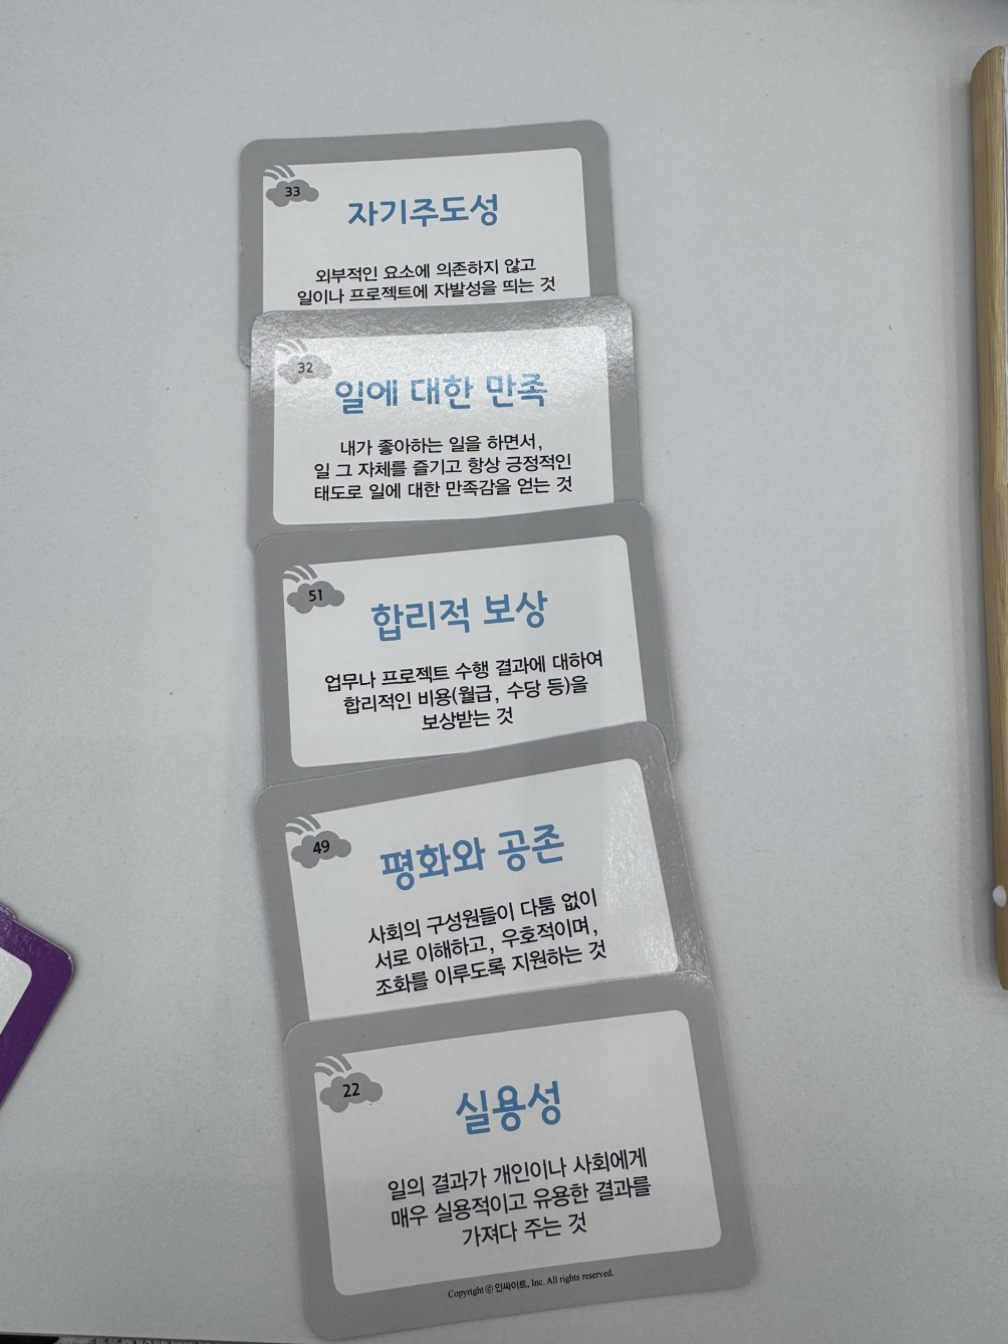 33
자기주도성
외부적인 요소에 의존하지 않고
일이나 프로젝트에 자발성을 띄는 것
32
일에 대한 만족
내가 좋아하는 일을 하면서,
일 그 자체를 즐기고 항상 긍정적인
태도로 일에 대한 만족감을 얻는 것
51
합리적 보상
업무나 프로젝트 수행 결과에 대하여
합리적인 비용(월급, 수당 등)을
보상받는 것
49
평화와 공존
사회의 구성원들이 다툼 없이
서로 이해하고, 우호적이며,
조화를 이루도록 지원하는 것
22
실용성
일의 결과가 개인이나 사회에게
매우 실용적이고 유용한 결과를
가져다 주는 것
Copyright ⓒ 인싸이트, Inc. All rights reserved.